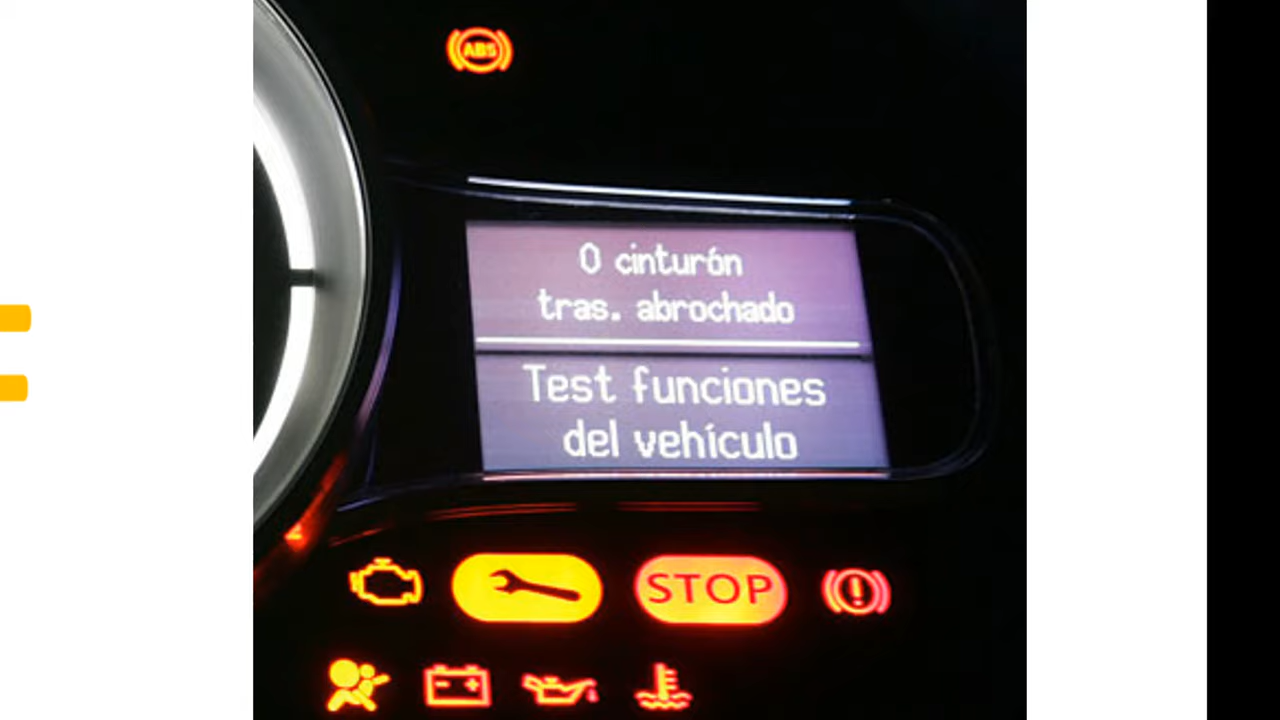 ABS
0 cinturón
tras. abrochado
Test funciones
del vehículo
STOP